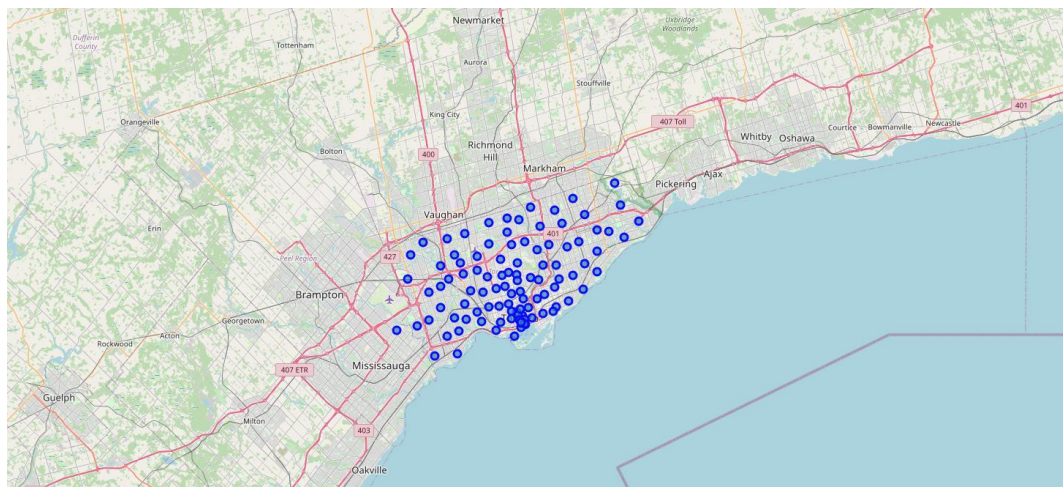 Newmarket
Oxbridge
Woodlands
Dufferin
County
Tottenham
Aurora
Stouffville
401
Orangeville
King City
407 Toll
Courtice
Bowmanville
Newcastle
Whitby
Oshawa
Richmond
Hill
Bolton
400
Markham
Ajax
Pickering
Vaughan
Erin
401
427
Peel Region
Brampton
Georgetown
Acton
Rockwood
Mississauga
407 ETR
Guelph
Milton
403
Oakville